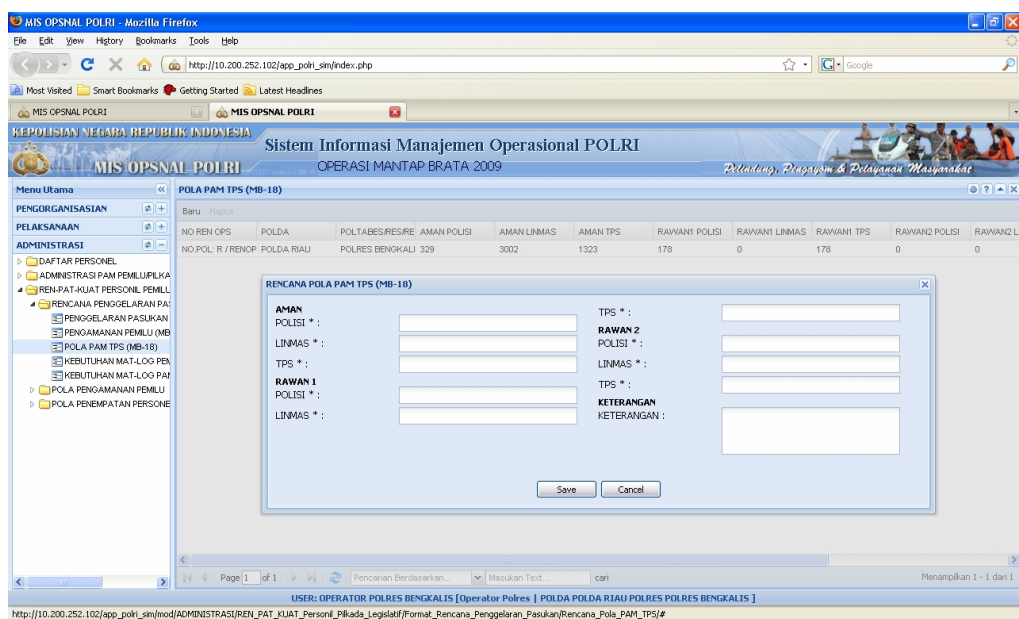 MIS OPSNAL POLRI - Mozilla Firefox
File Edit View History Bookmarks Tools Help
http://10.200.252.102/app_polri_sim/index.php
Google
Most Visited Smart Bookmarks Getting Started Latest Headlines
MIS OPSNAL POLRI MIS OPSNAL POLRI
KEPOLISIAN NEGARA REPUBLIK INDONESIA
Sistem Informasi Manajemen Operasional POLRI
MIS OPSNAL POLRI
OPERASI MANTAP BRATA 2009
Pelindung, Pengayom & Pelayanan Masyarakat
Menu Utama
POLA PAM TPS (MB-18)
PENGORGANISASIAN
Baru Hapus
PELAKSANAAN
NO REN OPS POLDA POLTABES/RES/RE AMAN POLISI AMAN LINMAS AMAN TPS RAWAN1 POLISI RAWAN1 LINMAS RAWAN1 TPS RAWAN2 POLISI RAWAN2 L
ADMINISTRASI
NO.POL: R / RENOP POLDA RIAU POLRES BENGKALI 329 3002 1323 178 0 178 0 0
DAFTAR PERSONEL
ADMINISTRASI PAM PEMILU/PILKA
REN-PAT-KUAT PERSONIL PEMILU
RENCANA PENGGELARAN PAS
PENGGELARAN PASUKAN
PENGAMANAN PEMILU (MB
POLA PAM TPS (MB-18)
KEBUTUHAN MAT-LOG PEM
KEBUTUHAN MAT-LOG PAM
POLA PENGAMANAN PEMILU
POLA PENEMPATAN PERSONE
RENCANA POLA PAM TPS (MB-18)
AMAN
POLISI * :
LINMAS * :
TPS * :
RAWAN 1
POLISI * :
LINMAS * :
TPS * :
RAWAN 2
POLISI * :
LINMAS * :
TPS * :
KETERANGAN
KETERANGAN :
Save Cancel
Page 1 of 1 Pencarian Berdasarkan... Masukan Text... cari Menampilkan 1 - 1 dari 1
USER: OPERATOR POLRES BENGKALIS [Operator Polres | POLDA POLDA RIAU POLRES POLRES BENGKALIS ]
http://10.200.252.102/app_polri_sim/mod/ADMINISTRASI/REN_PAT_KUAT_Personil_Pilkada_Legislatif/Format_Rencana_Penggelaran_Pasukan/Rencana_Pola_PAM_TPS/#